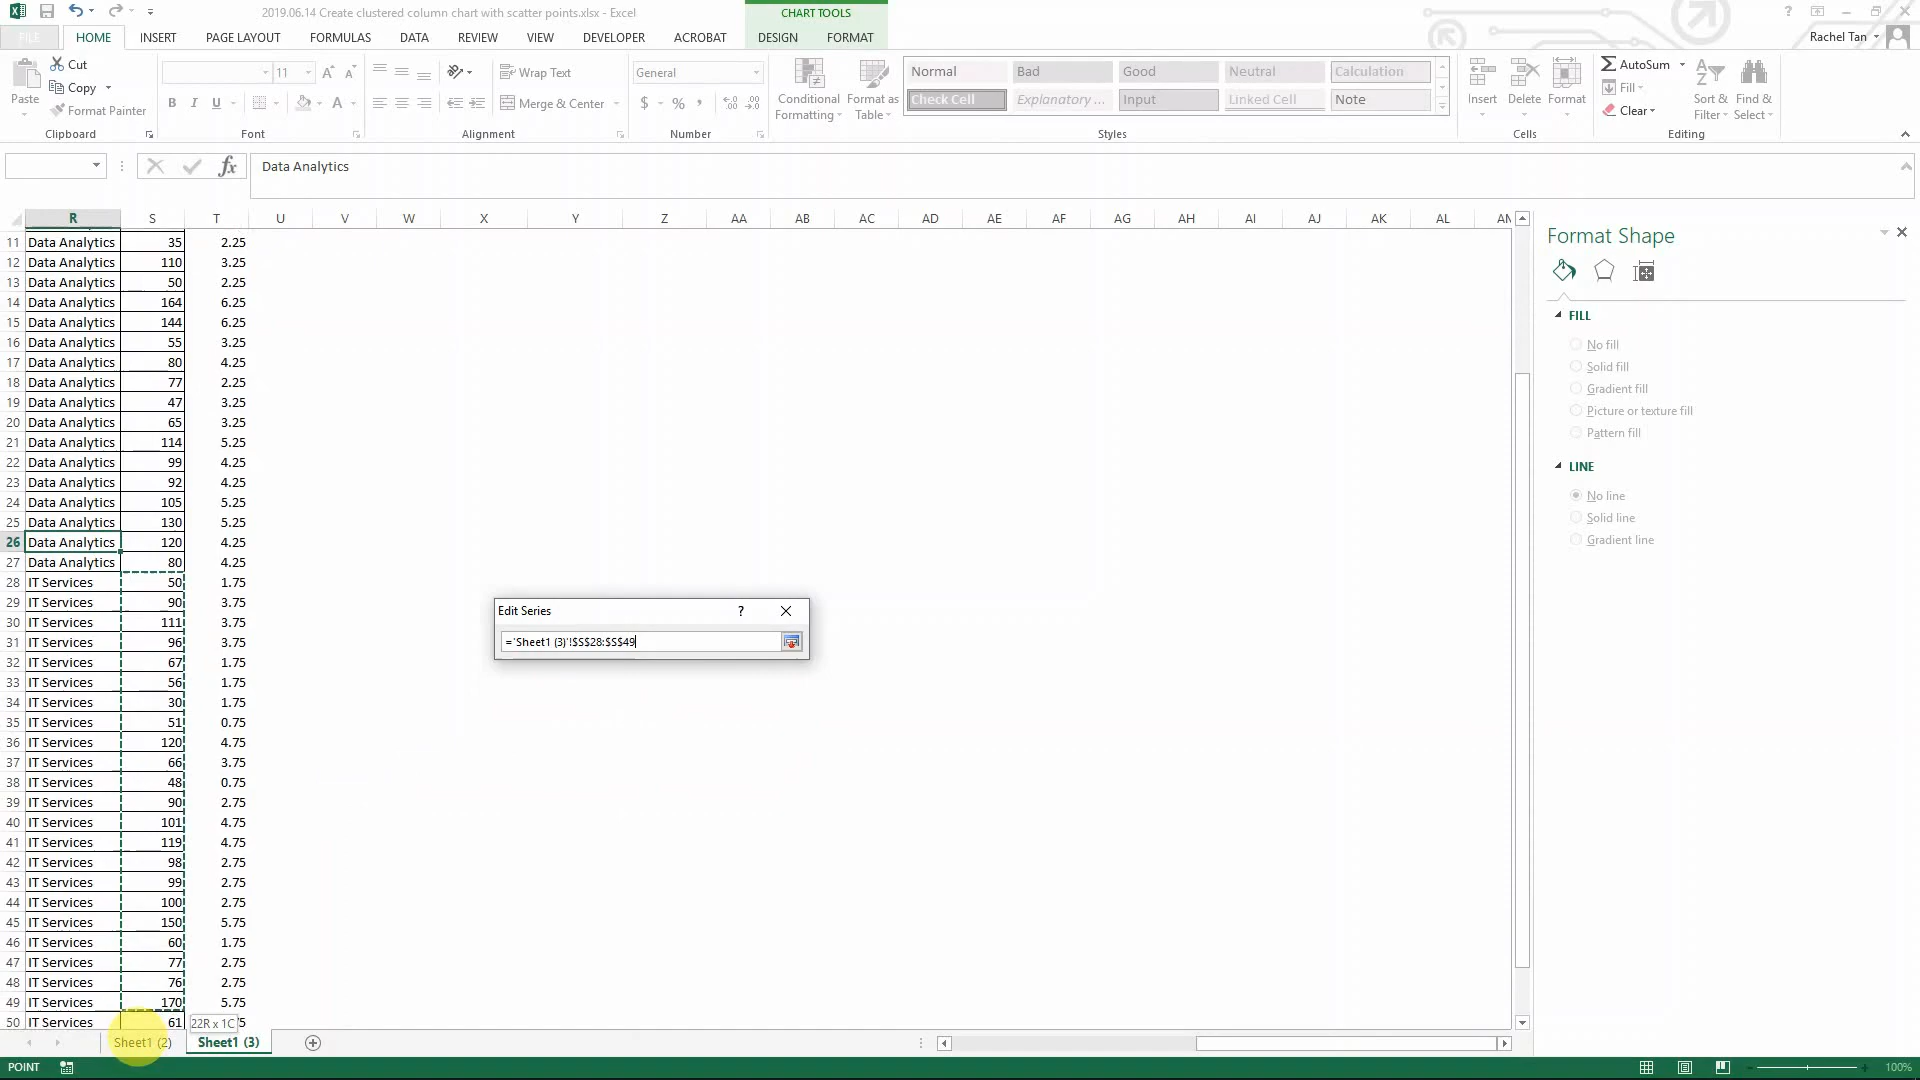 2019.06.14 Create clustered column chart with scatter points.xlsx - Excel
CHART TOOLS
FILE HOME INSERT PAGE LAYOUT FORMULAS DATA REVIEW VIEW DEVELOPER ACROBAT DESIGN FORMAT Rachel Tan
Paste Cut Copy Format Painter Clipboard
11 B I U Font
Wrap Text Merge & Center Alignment
General $ % Number
Conditional Formatting Format as Table
Normal Bad Good Neutral Calculation
Check Cell Explanatory ... Input Linked Cell Note
Styles
Insert Delete Format Cells
AutoSum Fill Clear Sort & Filter Find & Select Editing
fx Data Analytics
R S T U V W X Y Z AA AB AC AD AE AF AG AH AI AJ AK AL AN
11 Data Analytics 35 2.25
12 Data Analytics 110 3.25
13 Data Analytics 50 2.25
14 Data Analytics 164 6.25
15 Data Analytics 144 6.25
16 Data Analytics 55 3.25
17 Data Analytics 80 4.25
18 Data Analytics 77 2.25
19 Data Analytics 47 3.25
20 Data Analytics 65 3.25
21 Data Analytics 114 5.25
22 Data Analytics 99 4.25
23 Data Analytics 92 4.25
24 Data Analytics 105 5.25
25 Data Analytics 130 5.25
26 Data Analytics 120 4.25
27 Data Analytics 80 4.25
28 IT Services 50 1.75
29 IT Services 90 3.75
30 IT Services 111 3.75
31 IT Services 96 3.75
32 IT Services 67 1.75
33 IT Services 56 1.75
34 IT Services 30 1.75
35 IT Services 51 0.75
36 IT Services 120 4.75
37 IT Services 66 3.75
38 IT Services 48 0.75
39 IT Services 90 2.75
40 IT Services 101 4.75
41 IT Services 119 4.75
42 IT Services 98 2.75
43 IT Services 99 2.75
44 IT Services 100 2.75
45 IT Services 150 5.75
46 IT Services 60 1.75
47 IT Services 77 2.75
48 IT Services 76 2.75
49 IT Services 170 5.75
50 IT Services 61
22R x 1C
Edit Series ?
='Sheet1 (3)'!$S$28:$S$49
Format Shape
FILL
No fill
Solid fill
Gradient fill
Picture or texture fill
Pattern fill
LINE
No line
Solid line
Gradient line
Sheet1 (2) Sheet1 (3)
POINT 100%